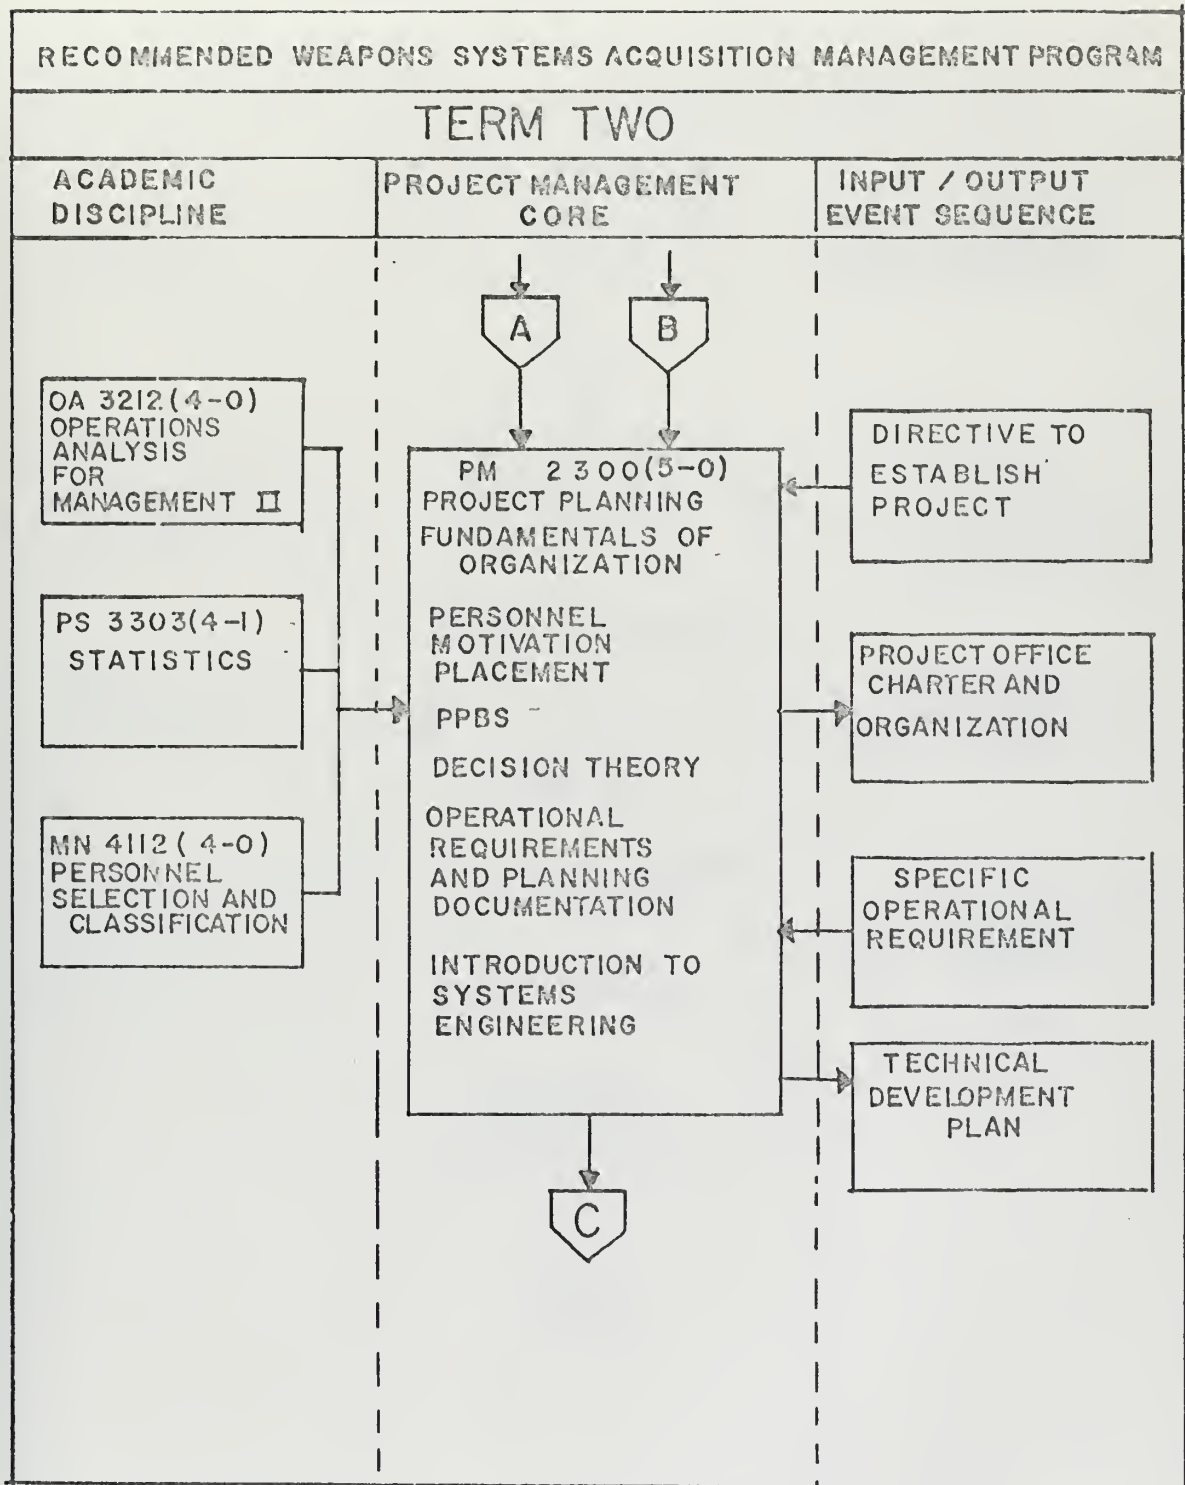 RECOMMENDED WEAPONS SYSTEMS ACQUISITION MANAGEMENT PROGRAM
TERM TWO
ACADEMIC
DISCIPLINE
PROJECT MANAGEMENT
CORE
INPUT / OUTPUT
EVENT SEQUENCE
A
B
OA 3212 (4-0)
OPERATIONS
ANALYSIS
FOR
MANAGEMENT II
PS 3303 (4-1)
STATISTICS
MN 4112 (4-0)
PERSONNEL
SELECTION AND
CLASSIFICATION
PM 2300 (5-0)
PROJECT PLANNING
FUNDAMENTALS OF
ORGANIZATION
PERSONNEL
MOTIVATION
PLACEMENT
PPBS
DECISION THEORY
OPERATIONAL
REQUIREMENTS
AND PLANNING
DOCUMENTATION
INTRODUCTION TO
SYSTEMS
ENGINEERING
C
DIRECTIVE TO
ESTABLISH
PROJECT
PROJECT OFFICE
CHARTER AND
ORGANIZATION
SPECIFIC
OPERATIONAL
REQUIREMENT
TECHNICAL
DEVELOPMENT
PLAN